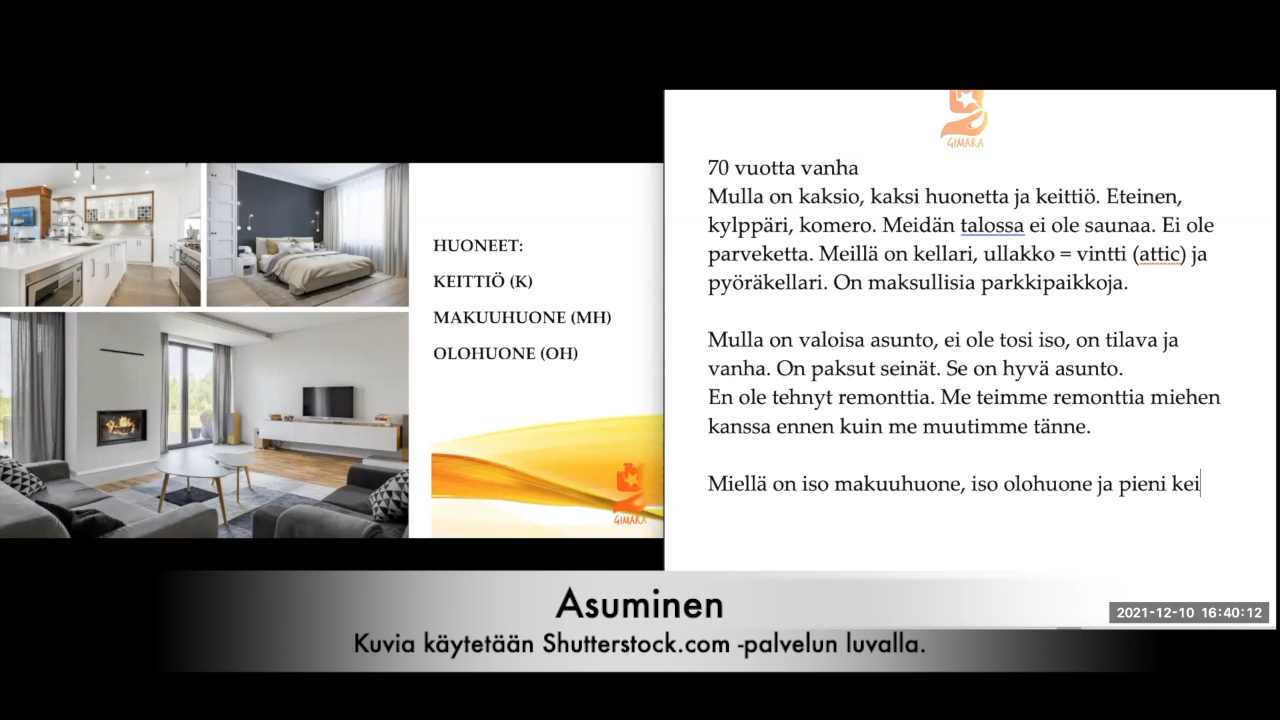 HUONEET:
KEITTIÖ (K)
MAKUUHUONE (MH)
OLOHUONE (OH)
GIMARA
GIMARA
70 vuotta vanha
Mulla on kaksio, kaksi huonetta ja keittiö. Eteinen,
kylppäri, komero. Meidän talossa ei ole saunaa. Ei ole
parveketta. Meillä on kellari, ullakko = vintti (attic) ja
pyöräkellari. On maksullisia parkkipaikkoja.
Mulla on valoisa asunto, ei ole tosi iso, on tilava ja
vanha. On paksut seinät. Se on hyvä asunto.
En ole tehnyt remonttia. Me teimme remonttia miehen
kanssa ennen kuin me muutimme tänne.
Miellä on iso makuuhuone, iso olohuone ja pieni kei
2021-12-10 16:40:12
Asuminen
Kuvia käytetään Shutterstock.com -palvelun luvalla.